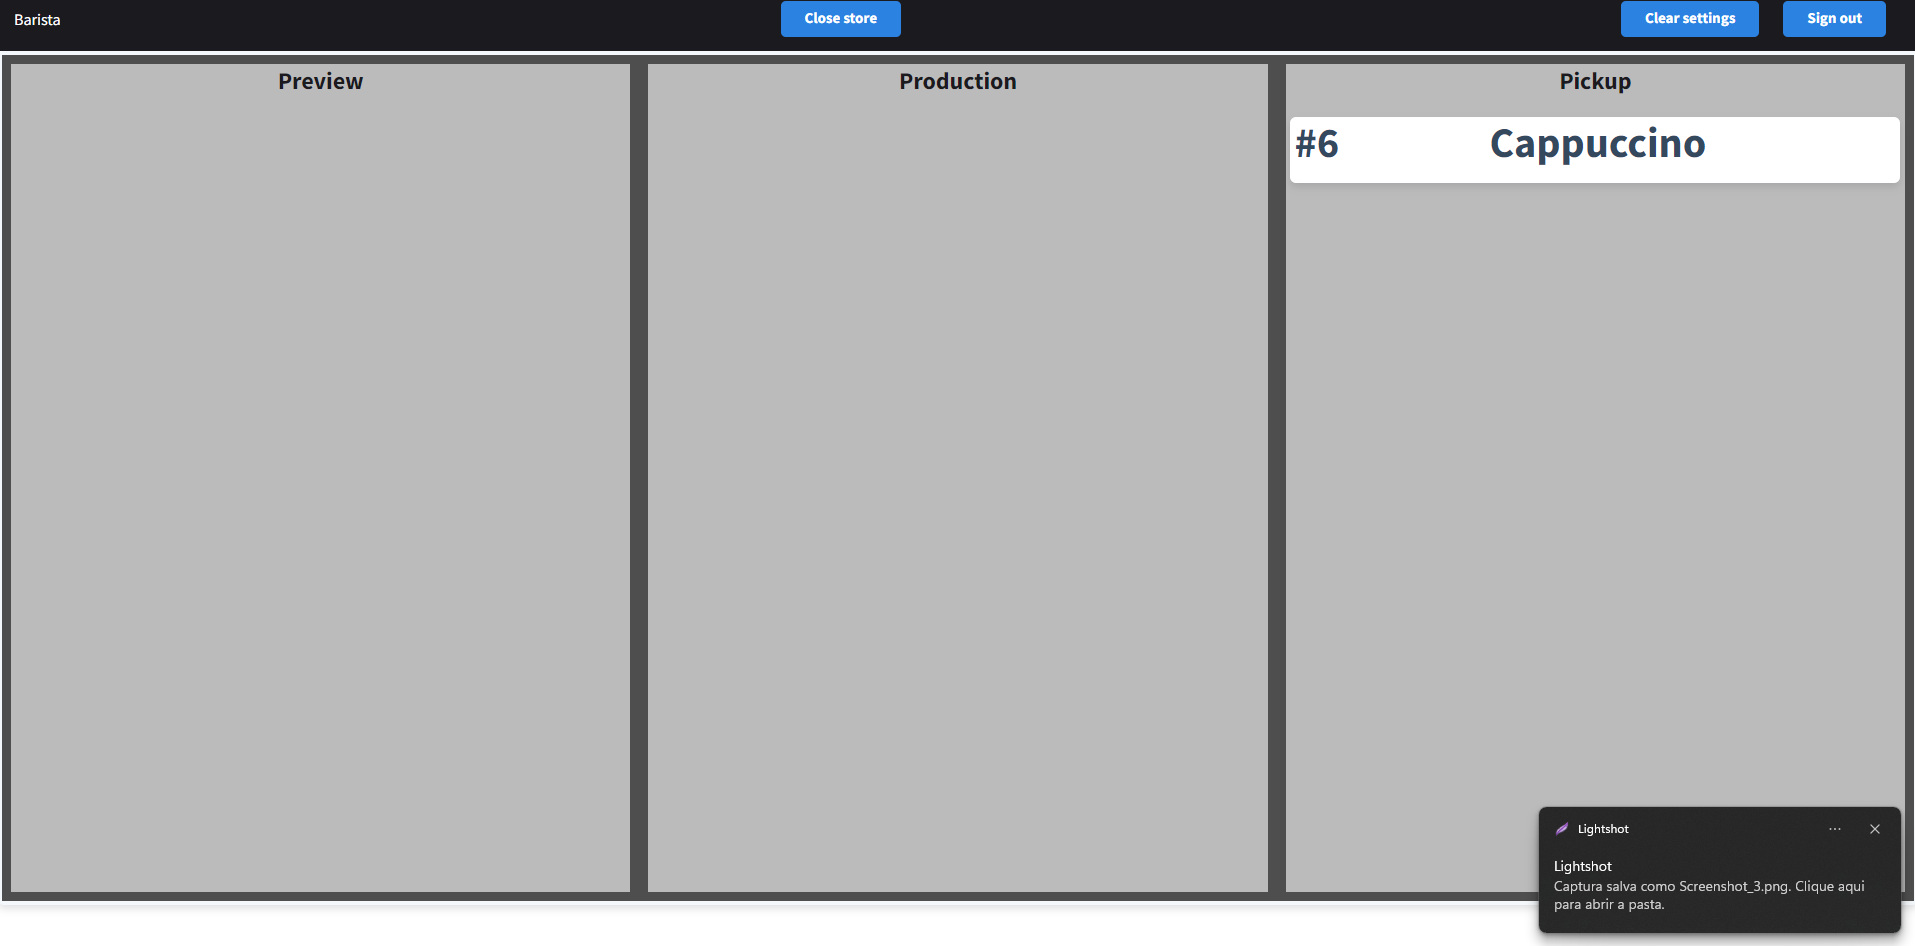 Barista
Close store
Clear settings
Sign out
Preview
Production
Pickup
#6
Cappuccino
Lightshot
Lightshot
Captura salva como Screenshot_3.png. Clique aqui
para abrir a pasta.